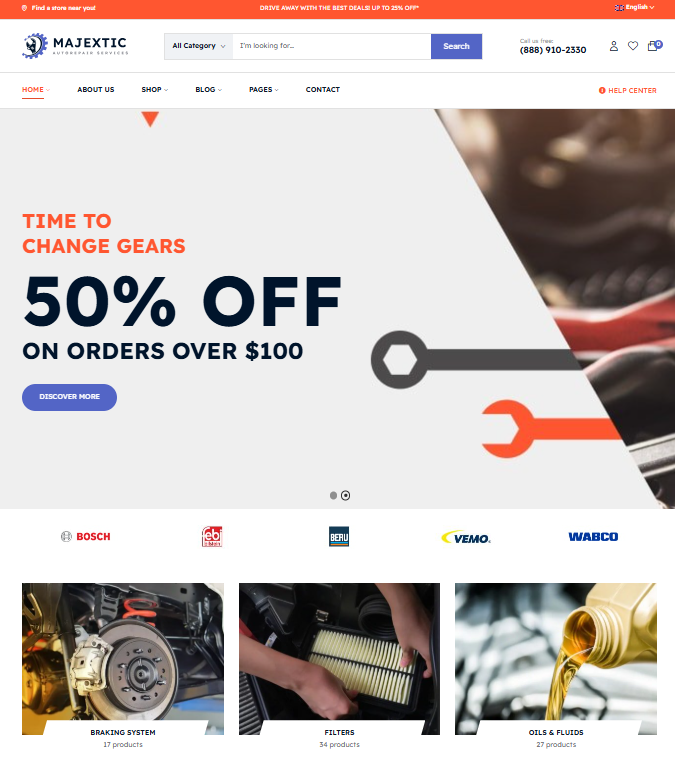 Find a store near you!
DRIVE AWAY WITH THE BEST DEALS! UP TO 25% OFF*
English
MAJEXTIC
AUTOREPAIR SERVICES
All Category
I'm looking for...
Search
Call us free:
(888) 910-2330
0
HOME
ABOUT US
SHOP
BLOG
PAGES
CONTACT
HELP CENTER
TIME TO
CHANGE GEARS
50% OFF
ON ORDERS OVER $100
DISCOVER MORE
BOSCH
febi
bilstein
BERU
VEMO
WABCO
BRAKING SYSTEM
17 products
FILTERS
34 products
OILS & FLUIDS
27 products